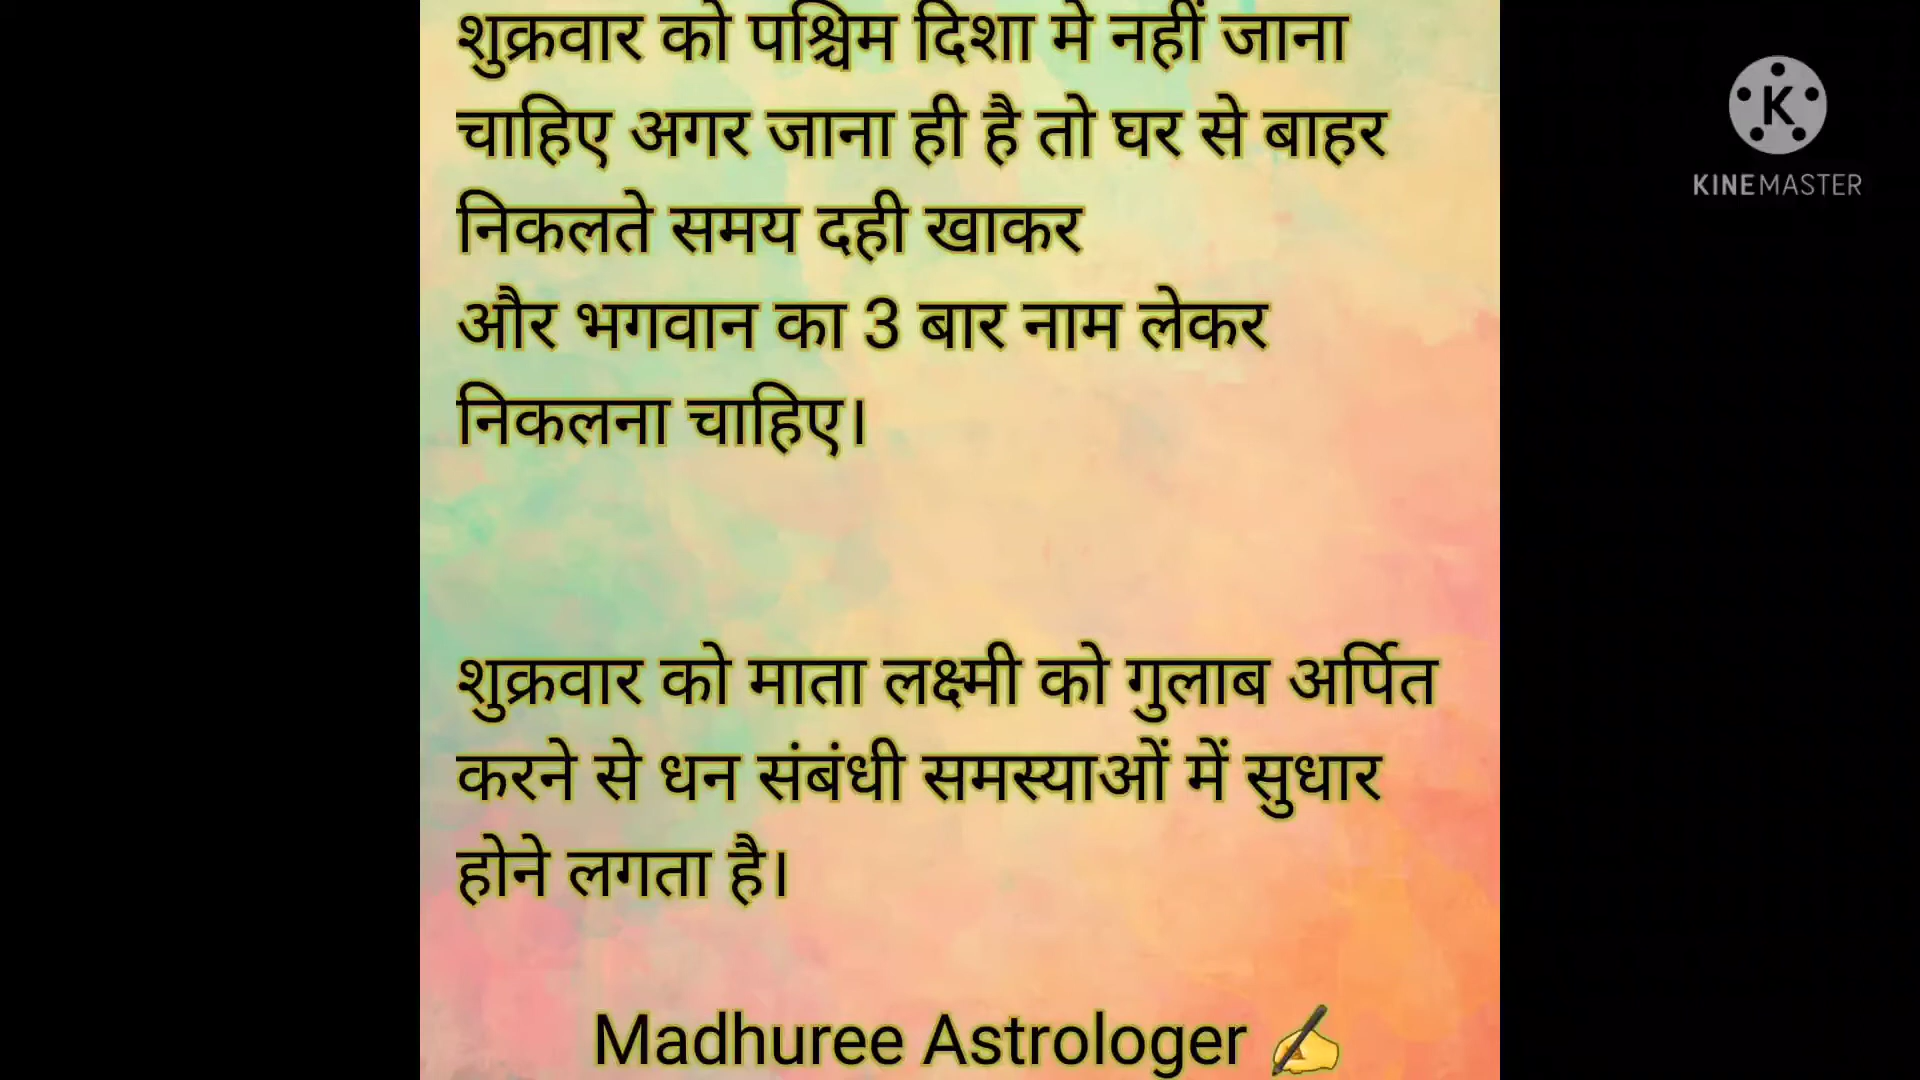 शुक्रवार को पश्चिम दिशा मे नहीं जाना
चाहिए अगर जाना ही है तो घर से बाहर
निकलते समय दही खाकर
और भगवान का 3 बार नाम लेकर
निकलना चाहिए।
शुक्रवार को माता लक्ष्मी को गुलाब अर्पित
करने से धन संबंधी समस्याओं में सुधार
होने लगता है।
Madhuree Astrologer ✍
K
KINEMASTER